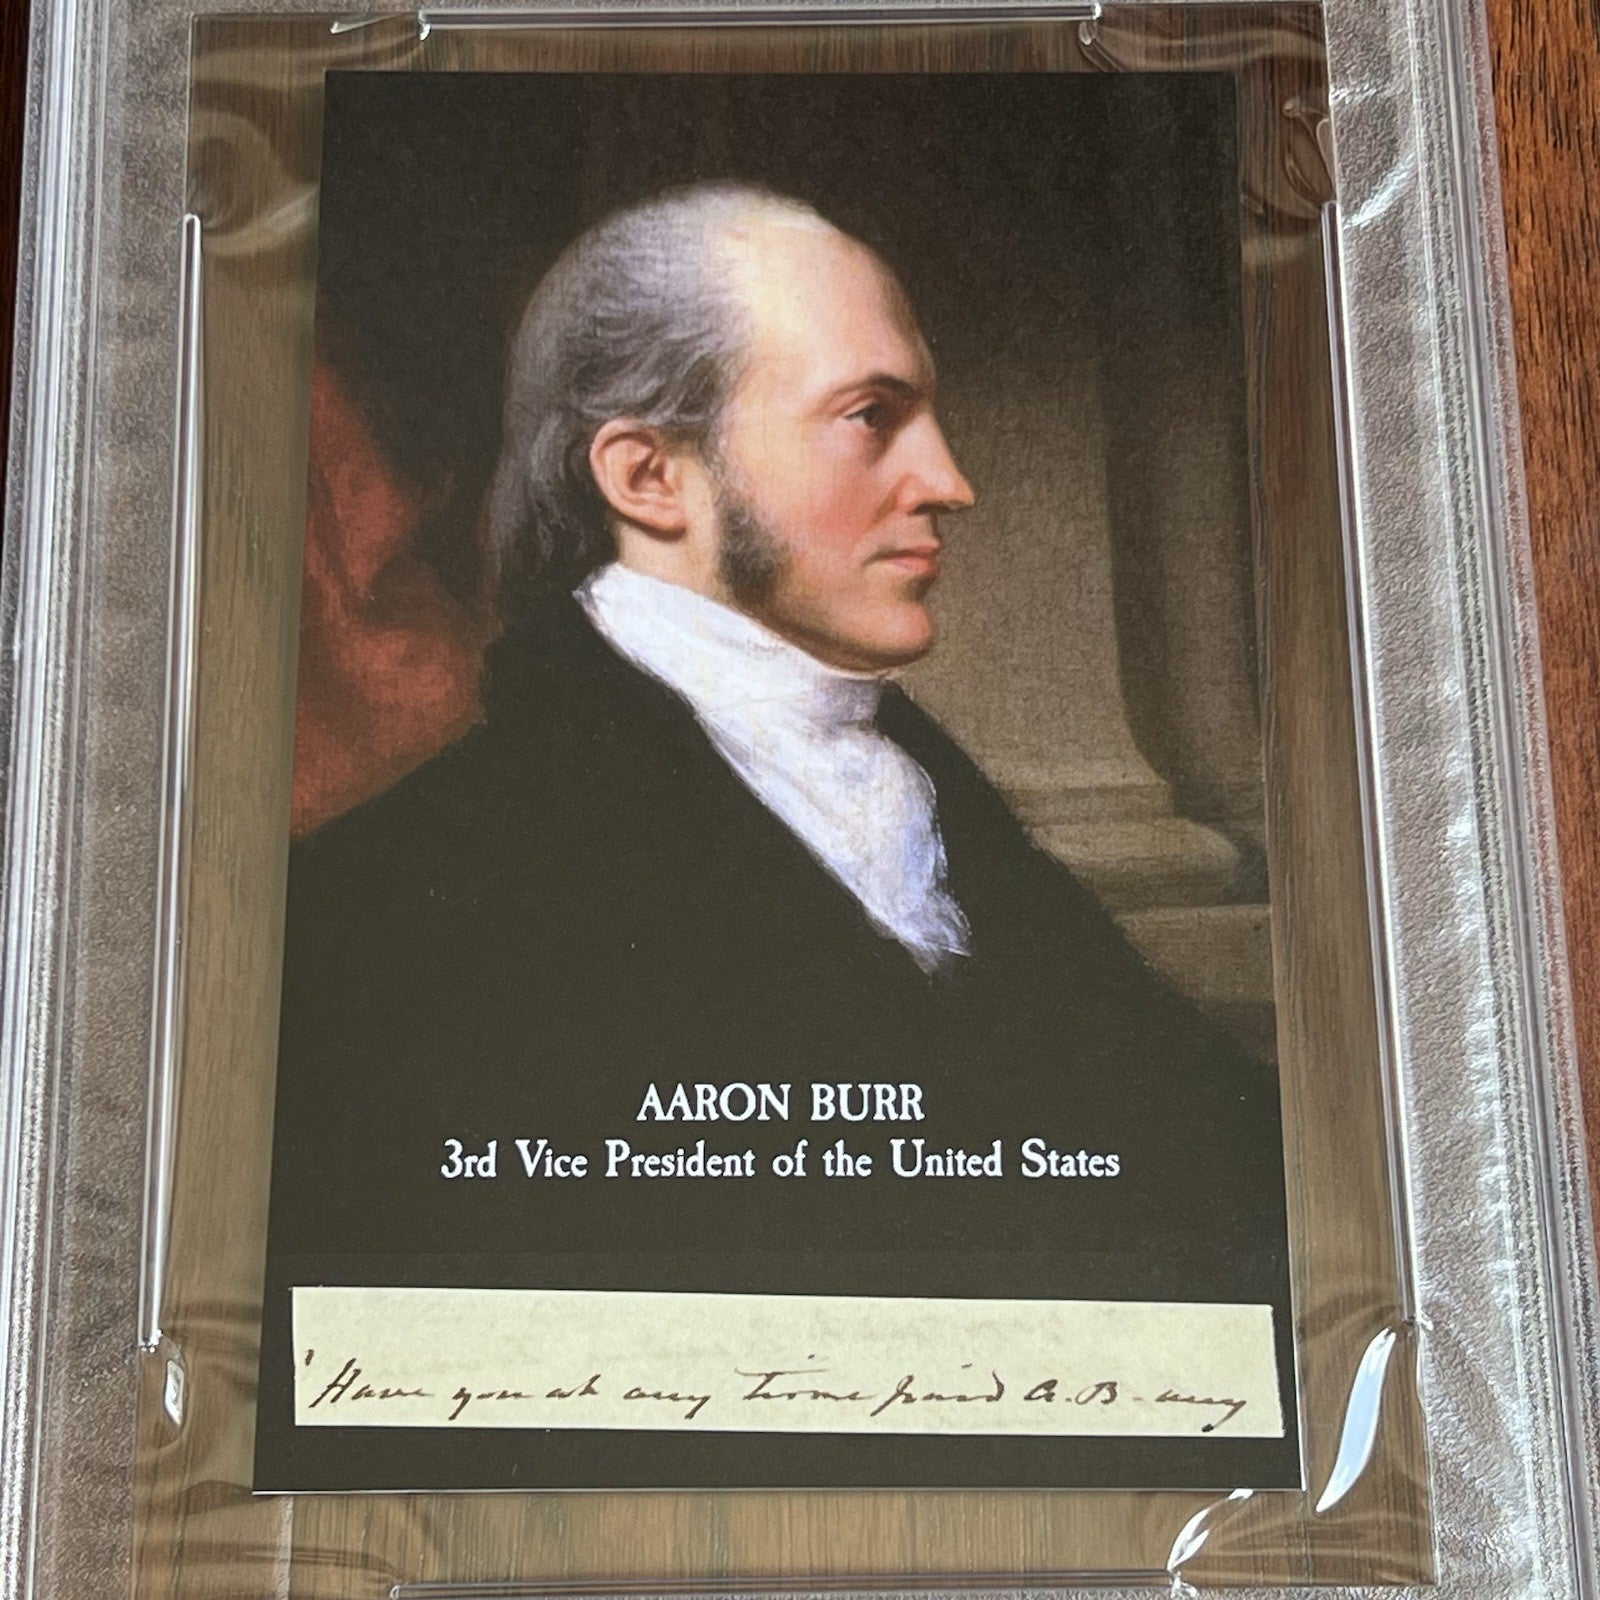 AARON BURR
3rd Vice President of the United States
'Have you at any time paid A. B- any